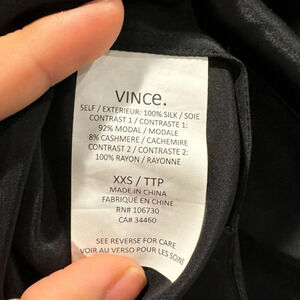 VINCE.
SELF / EXTERIEUR: 100% SILK / SOIE
CONTRAST 1 / CONTRASTE 1:
92% MODAL / MODALE
8% CASHMERE / CACHEMIRE
CONTRAST 2 / CONTRASTE 2:
100% RAYON / RAYONNE
XXS / TTP
MADE IN CHINA
FABRIQUÉ EN CHINE
RN# 106730
CA# 34460
SEE REVERSE FOR CARE
VOIR AU VERSO POUR LES SOINS